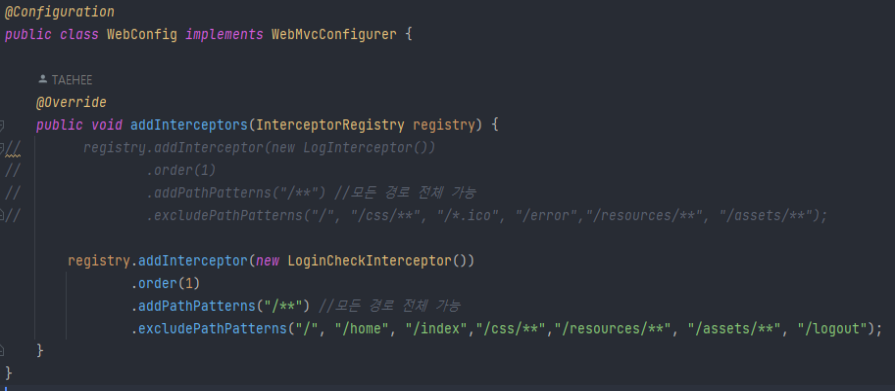 @Configuration
public class WebConfig implements WebMvcConfigurer {
TAEHEE
@Override
public void addInterceptors(InterceptorRegistry registry) {
//        registry.addInterceptor(new LogInterceptor())
//                .order(1)
//                .addPathPatterns("/**") //모든 경로 전체 가능
//                .excludePathPatterns("/", "/css/**", "/*.ico", "/error","/resources/**", "/assets/**");
registry.addInterceptor(new LoginCheckInterceptor())
.order(1)
.addPathPatterns("/**") //모든 경로 전체 가능
.excludePathPatterns("/", "/home", "/index","/css/**","/resources/**", "/assets/**", "/logout");
}
}